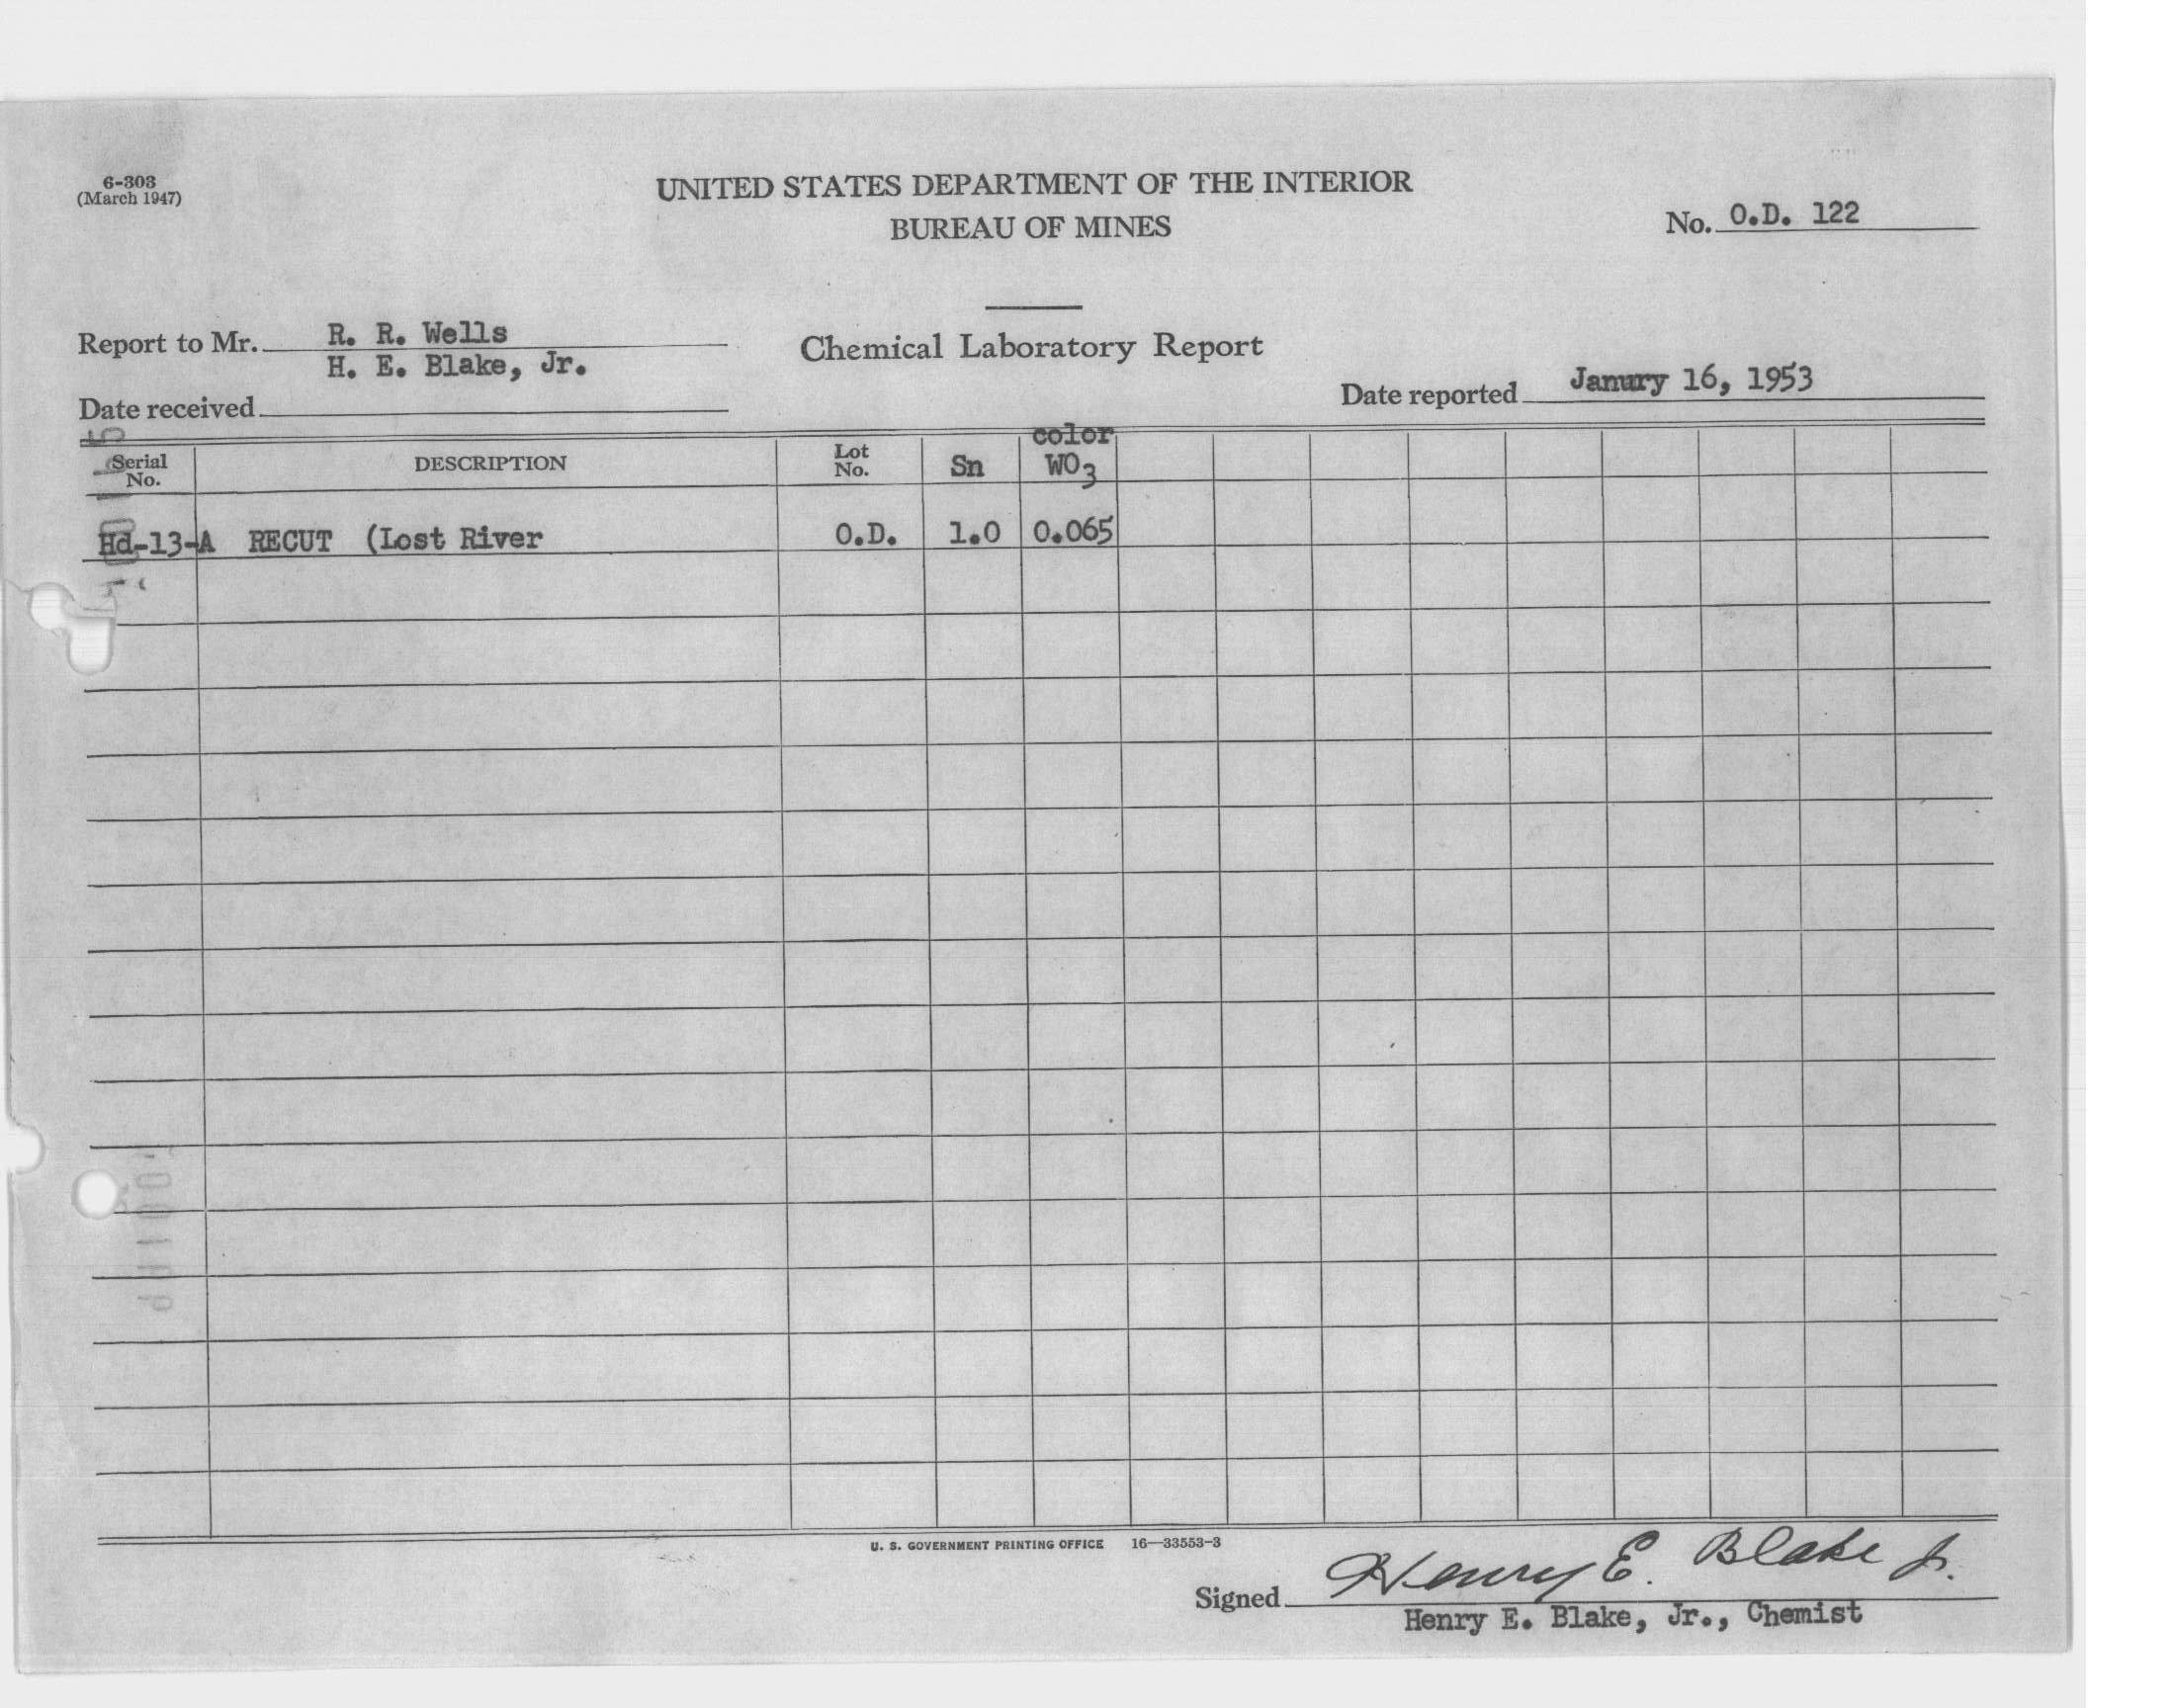 6-303
(March 1947)
UNITED STATES DEPARTMENT OF THE INTERIOR
BUREAU OF MINES
No. O.D. 122
Report to Mr. R. R. Wells
H. E. Blake, Jr.
Chemical Laboratory Report
Date received
Date reported Janury 16, 1953
Serial No. DESCRIPTION Lot No. Sn color WO3
Hd-13-A RECUT (Lost River O.D. 1.0 0.065
U. S. GOVERNMENT PRINTING OFFICE 16—33553-3
Signed Henry E. Blake Jr.
Henry E. Blake, Jr., Chemist